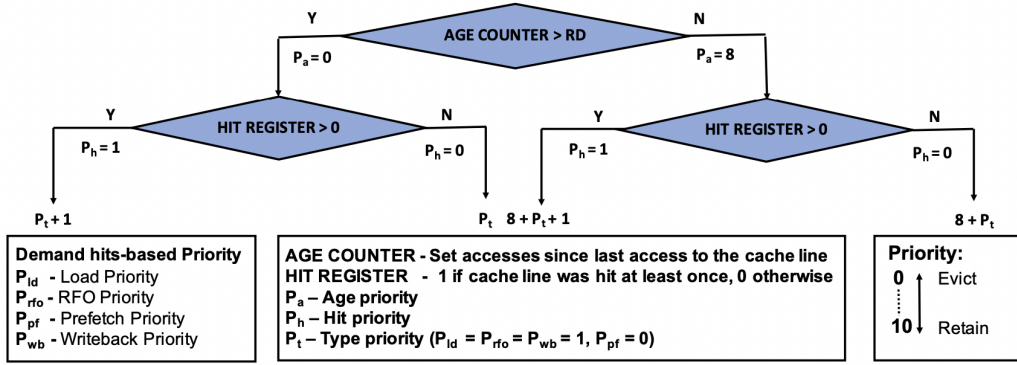 Y
AGE COUNTER > RD
N
Pa = 0
Pa = 8
Y
HIT REGISTER > 0
N
Y
HIT REGISTER > 0
N
Ph = 1
Ph = 0
Ph = 1
Ph = 0
Pt + 1
Pt
8 + Pt + 1
8 + Pt
Demand hits-based Priority
Pld - Load Priority
Prfo - RFO Priority
Ppf - Prefetch Priority
Pwb - Writeback Priority
AGE COUNTER - Set accesses since last access to the cache line
HIT REGISTER - 1 if cache line was hit at least once, 0 otherwise
Pa – Age priority
Ph – Hit priority
Pt – Type priority (Pld = Prfo = Pwb = 1, Ppf = 0)
Priority:
0 Evict
10 Retain